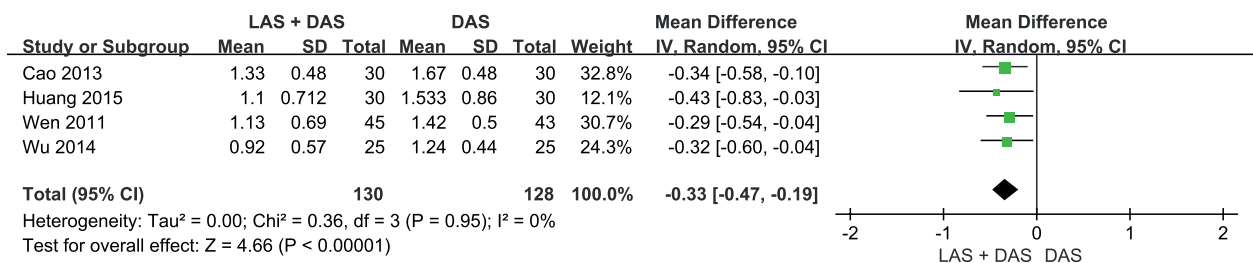 LAS + DAS DAS Mean Difference Mean Difference
Study or Subgroup Mean SD Total Mean SD Total Weight IV, Random, 95% CI IV, Random, 95% CI
Cao 2013 1.33 0.48 30 1.67 0.48 30 32.8% -0.34 [-0.58, -0.10]
Huang 2015 1.1 0.712 30 1.533 0.86 30 12.1% -0.43 [-0.83, -0.03]
Wen 2011 1.13 0.69 45 1.42 0.5 43 30.7% -0.29 [-0.54, -0.04]
Wu 2014 0.92 0.57 25 1.24 0.44 25 24.3% -0.32 [-0.60, -0.04]
Total (95% CI) 130 128 100.0% -0.33 [-0.47, -0.19]
Heterogeneity: Tau² = 0.00; Chi² = 0.36, df = 3 (P = 0.95); I² = 0%
Test for overall effect: Z = 4.66 (P < 0.00001)
-2 -1 0 1 2
LAS + DAS DAS